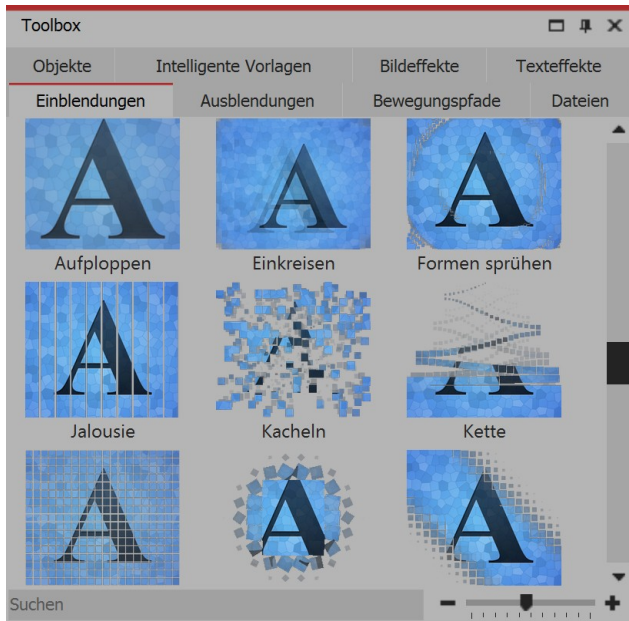 Toolbox
Objekte Intelligente Vorlagen Bildeffekte Texteffekte
Einblendungen Ausblendungen Bewegungspfade Dateien
A A A
Aufploppen Einkreisen Formen sprühen
A A A
Jalousie Kacheln Kette
A A A
Suchen